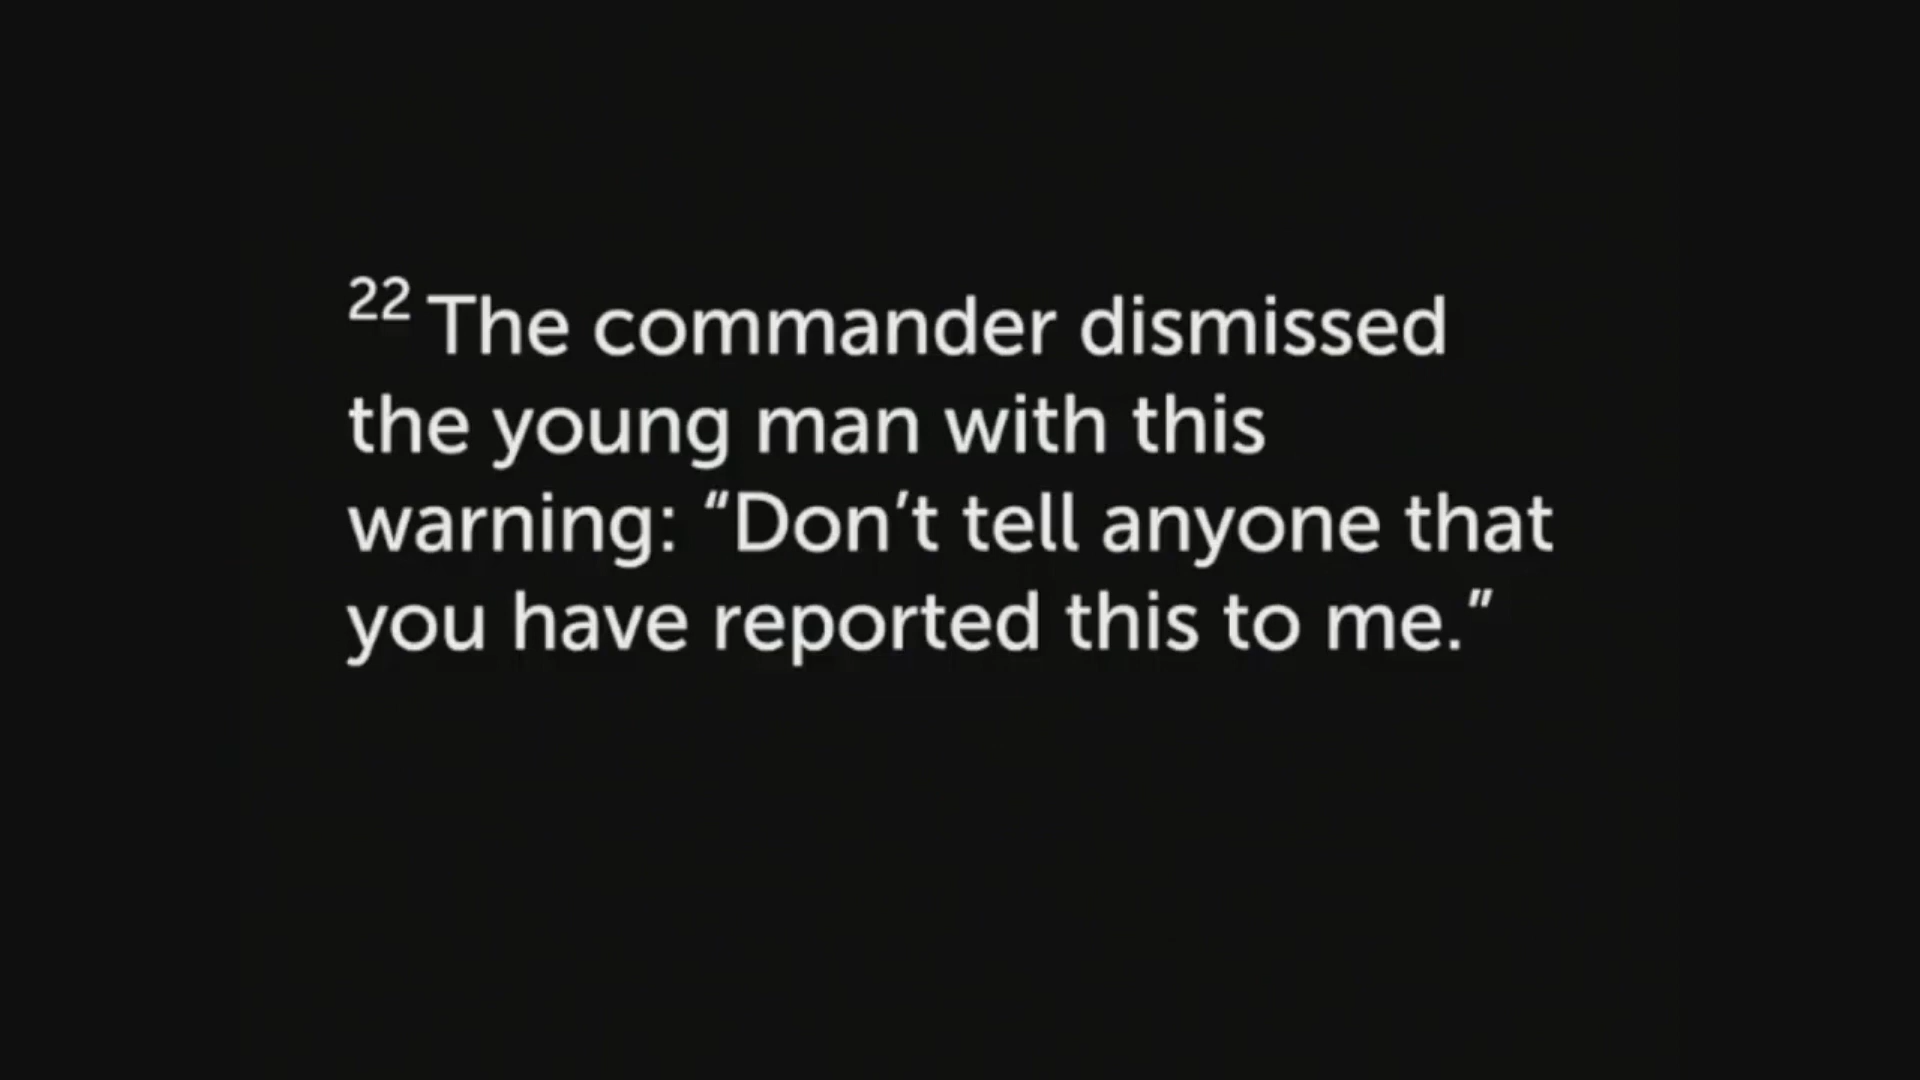 22 The commander dismissed
the young man with this
warning: “Don’t tell anyone that
you have reported this to me.”